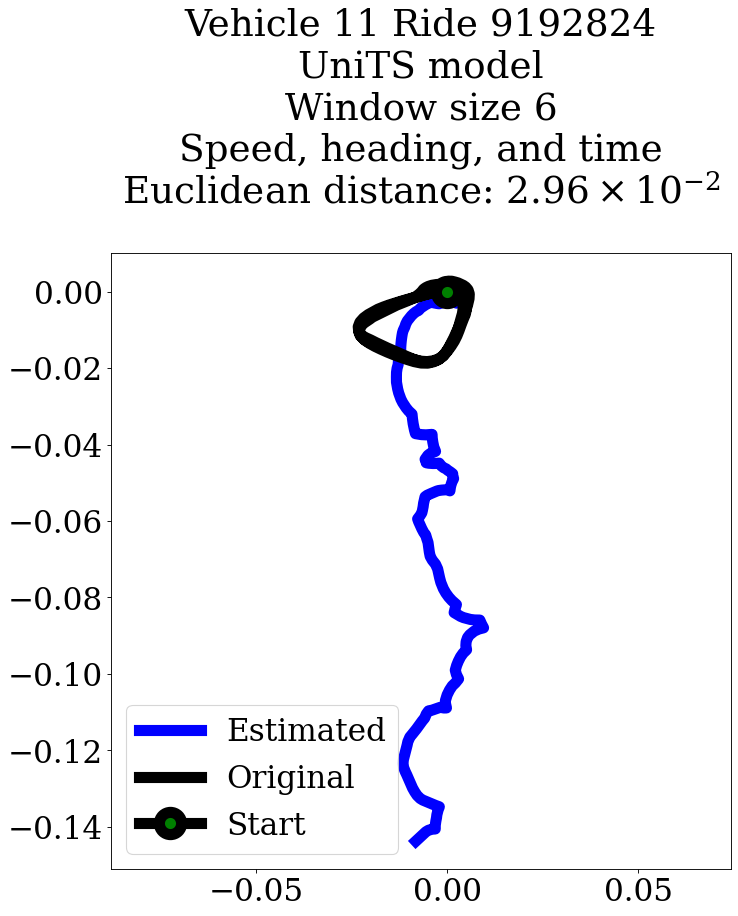 Vehicle 11 Ride 9192824
UniTS model
Window size 6
Speed, heading, and time
Euclidean distance: 2.96 × 10⁻²
0.00
−0.02
−0.04
−0.06
−0.08
−0.10
−0.12
−0.14
Estimated
Original
Start
−0.05
0.00
0.05